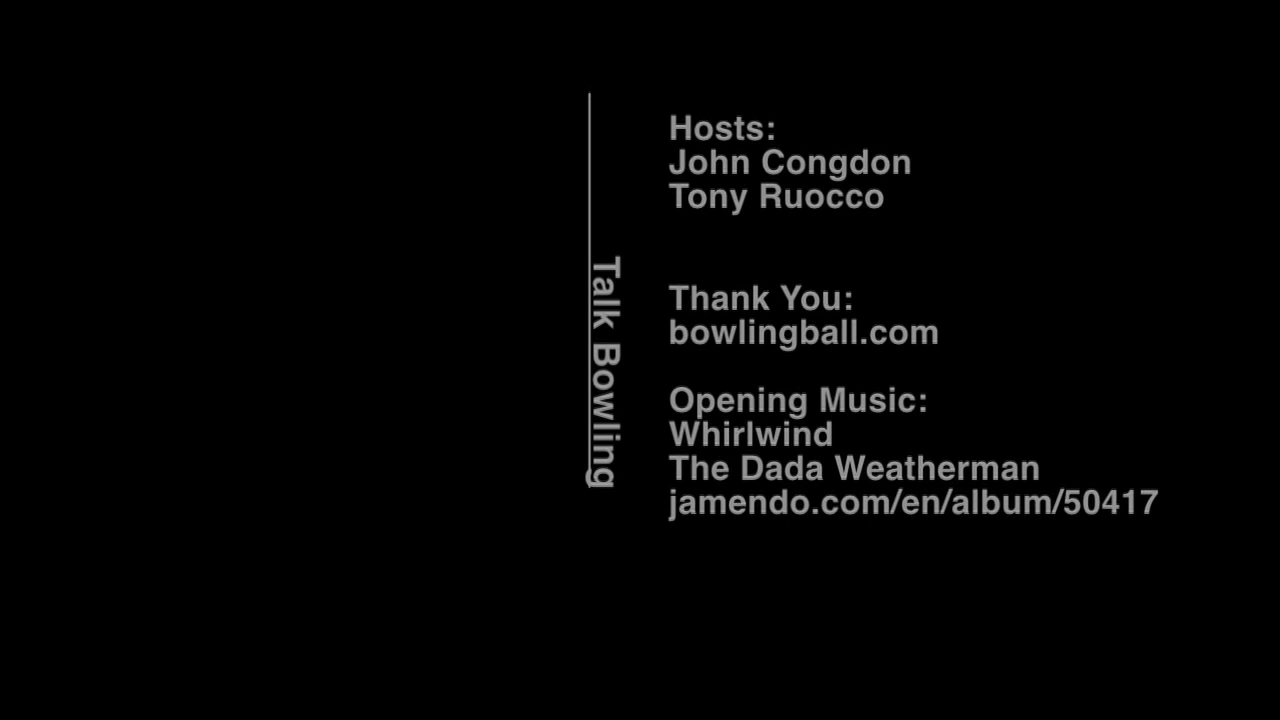 Talk Bowling
Hosts:
John Congdon
Tony Ruocco
Thank You:
bowlingball.com
Opening Music:
Whirlwind
The Dada Weatherman
jamendo.com/en/album/50417